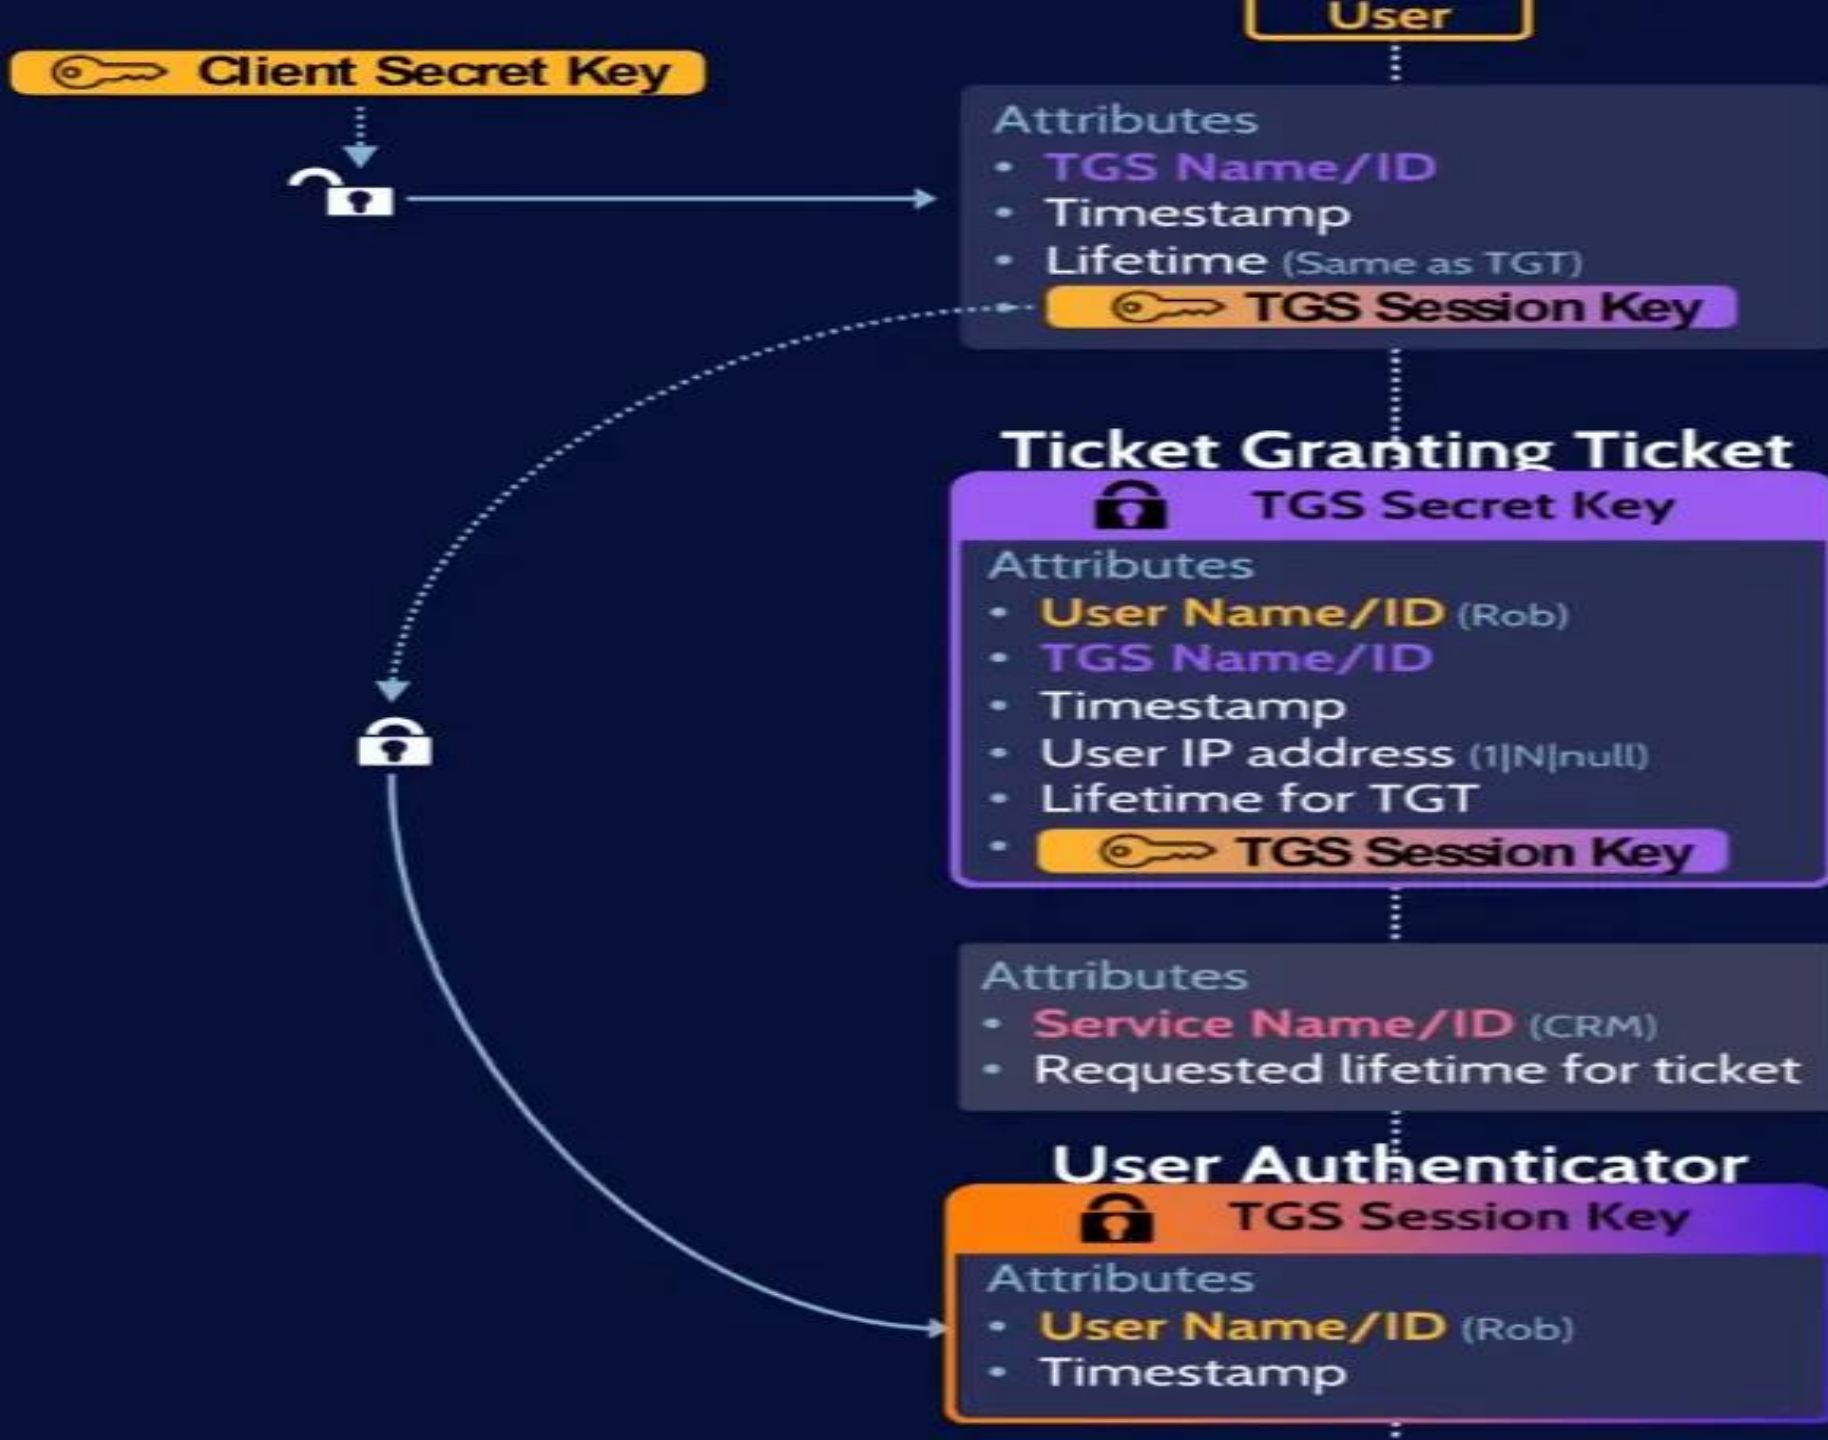 User
Client Secret Key
Attributes
• TGS Name/ID
• Timestamp
• Lifetime (Same as TGT)
TGS Session Key
Ticket Granting Ticket
TGS Secret Key
Attributes
• User Name/ID (Rob)
• TGS Name/ID
• Timestamp
• User IP address (1|N|null)
• Lifetime for TGT
• TGS Session Key
Attributes
• Service Name/ID (CRM)
• Requested lifetime for ticket
User Authenticator
TGS Session Key
Attributes
• User Name/ID (Rob)
• Timestamp